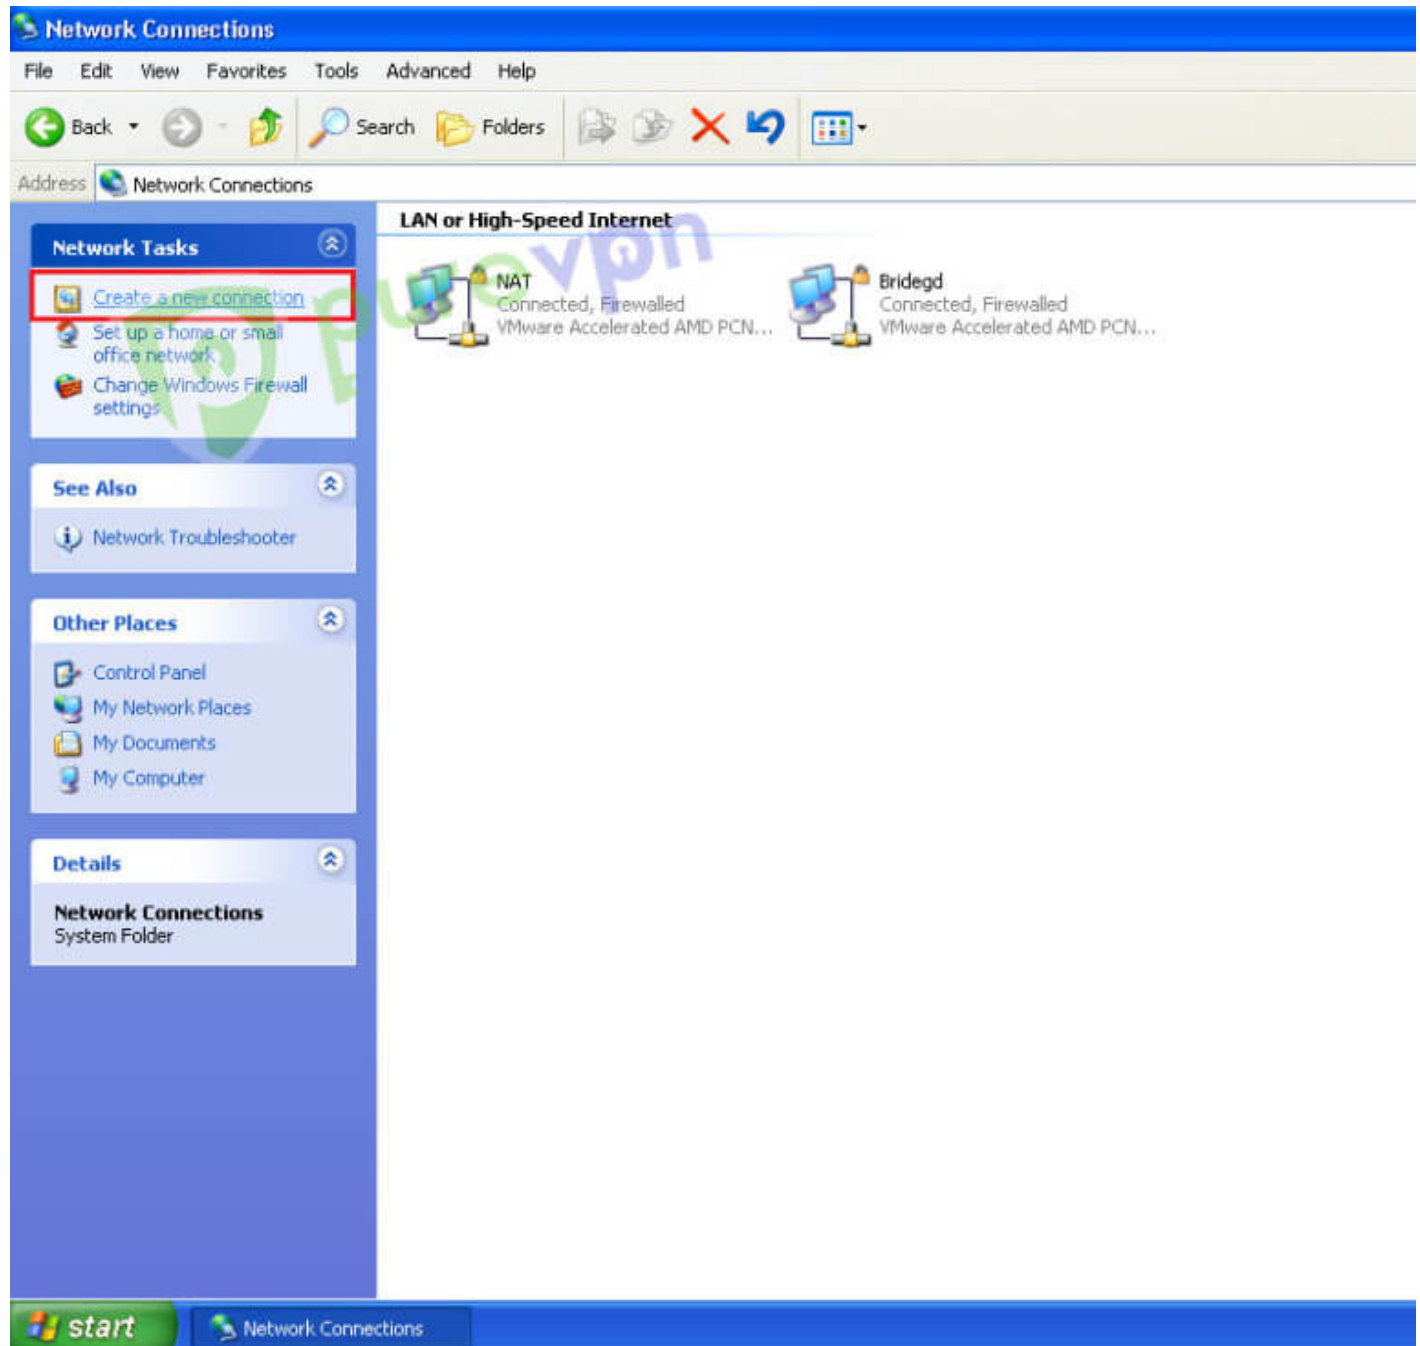 Network Connections
File Edit View Favorites Tools Advanced Help
Back Search Folders
Address Network Connections
Network Tasks
Create a new connection
Set up a home or small
office network
Change Windows Firewall
settings
See Also
Network Troubleshooter
Other Places
Control Panel
My Network Places
My Documents
My Computer
Details
Network Connections
System Folder
LAN or High-Speed Internet
NAT
Connected, Firewalled
VMware Accelerated AMD PCN...
Bridegd
Connected, Firewalled
VMware Accelerated AMD PCN...
purevpn
start Network Connections